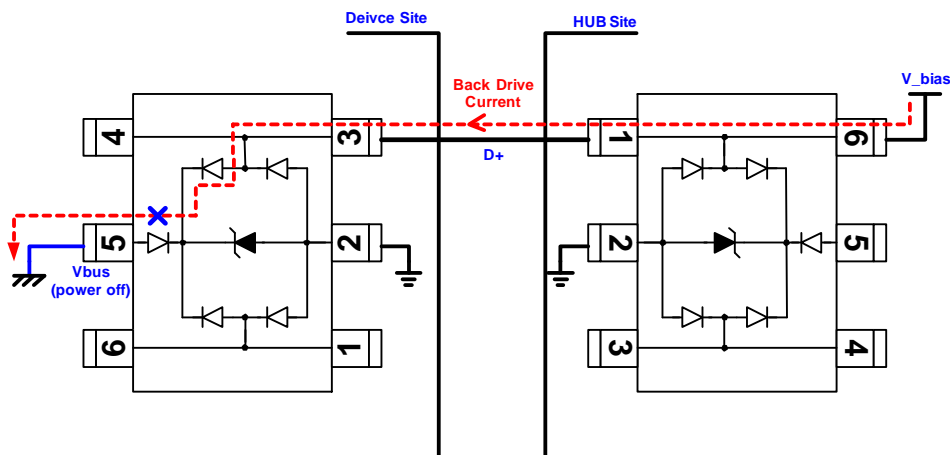 Deivce Site
HUB Site
V_bias
Back Drive
Current
D+
4
3
1
6
5
2
2
5
Vbus
(power off)
6
1
3
4